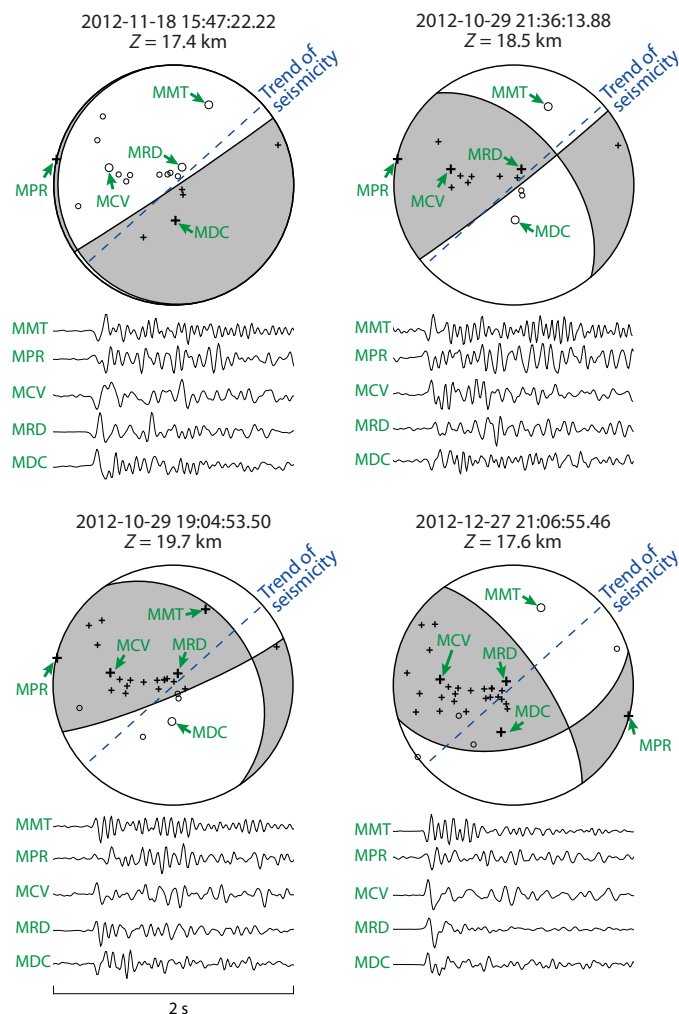 2012-11-18 15:47:22.22
Z = 17.4 km
Trend of
seismicity
MMT
MRD
MPR
MCV
MDC
MMT
MPR
MCV
MRD
MDC
2012-10-29 21:36:13.88
Z = 18.5 km
Trend of
seismicity
MMT
MRD
MPR
MCV
MDC
MMT
MPR
MCV
MRD
MDC
2012-10-29 19:04:53.50
Z = 19.7 km
Trend of
seismicity
MMT
MCV
MRD
MPR
MDC
MMT
MPR
MCV
MRD
MDC
2 s
2012-12-27 21:06:55.46
Z = 17.6 km
Trend of
seismicity
MMT
MCV
MRD
MDC
MPR
MMT
MPR
MCV
MRD
MDC